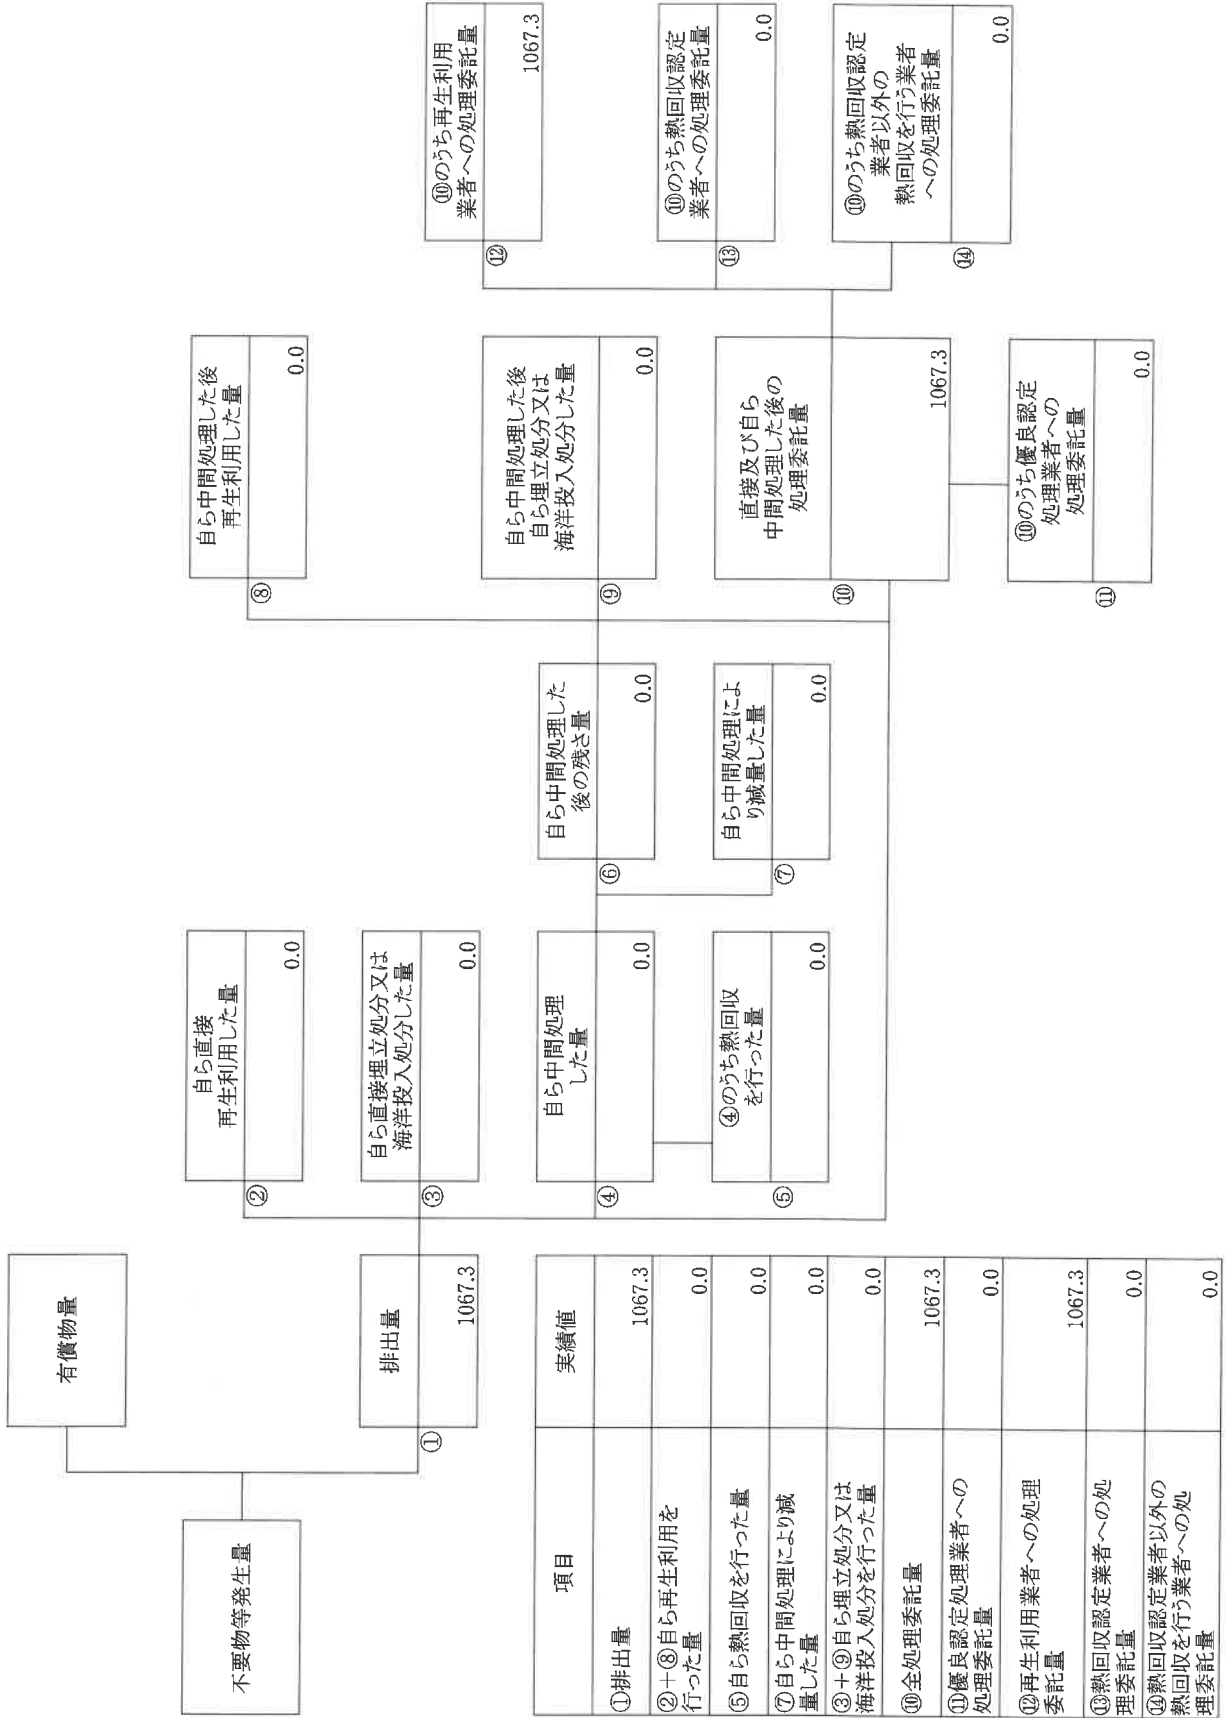 不要物等発生量
有償物量
①
排出量
1067.3
②
自ら直接
再生利用した量
0.0
③
自ら直接埋立処分又は
海洋投入処分した量
0.0
④
自ら中間処理
した量
0.0
⑤
④のうち熱回収
を行った量
0.0
⑥
自ら中間処理した
後の残さ量
0.0
⑦
自ら中間処理によ
り減量した量
0.0
⑧
自ら中間処理した後
再生利用した量
0.0
⑨
自ら中間処理した後
自ら埋立処分又は
海洋投入処分した量
0.0
⑩
直接及び自ら
中間処理した後の
処理委託量
1067.3
⑪
⑩のうち優良認定
処理業者への
処理委託量
0.0
⑫
⑩のうち再生利用
業者への処理委託量
1067.3
⑬
⑩のうち熱回収認定
業者への処理委託量
0.0
⑭
⑩のうち熱回収認定
業者以外の
熱回収を行う業者
への処理委託量
0.0
項目 実績値
①排出量 1067.3
②+⑧自ら再生利用を
行った量 0.0
⑤自ら熱回収を行った量 0.0
⑦自ら中間処理により減
量した量 0.0
③+⑨自ら埋立処分又は
海洋投入処分を行った量 0.0
⑩全処理委託量 1067.3
⑪優良認定処理業者への
処理委託量 0.0
⑫再生利用業者への処理
委託量 1067.3
⑬熱回収認定業者への処
理委託量 0.0
⑭熱回収認定業者以外の
熱回収を行う業者への処
理委託量 0.0